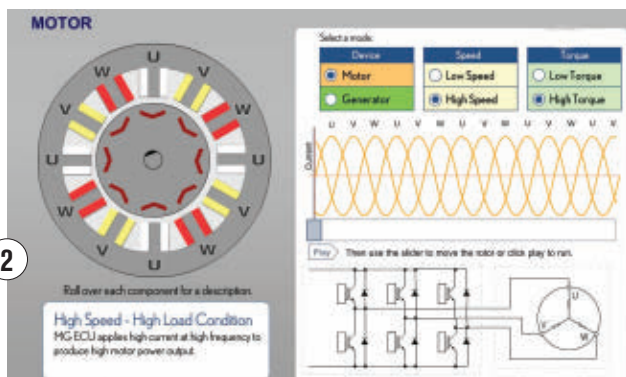 MOTOR
U
W
V
V
W
U
U
W
W
V
V
W
U
2
Roll over each component for a description.
High Speed - High Load Condition
MG ECU applies high current at high frequency to
produce high motor power output.
Select a mode:
Device
Speed
Torque
Motor
Low Speed
Low Torque
Generator
High Speed
High Torque
U V W U V W U V W U V W U V
Current
Play
Then use the slider to move the rotor or click play to run.
U
V
W